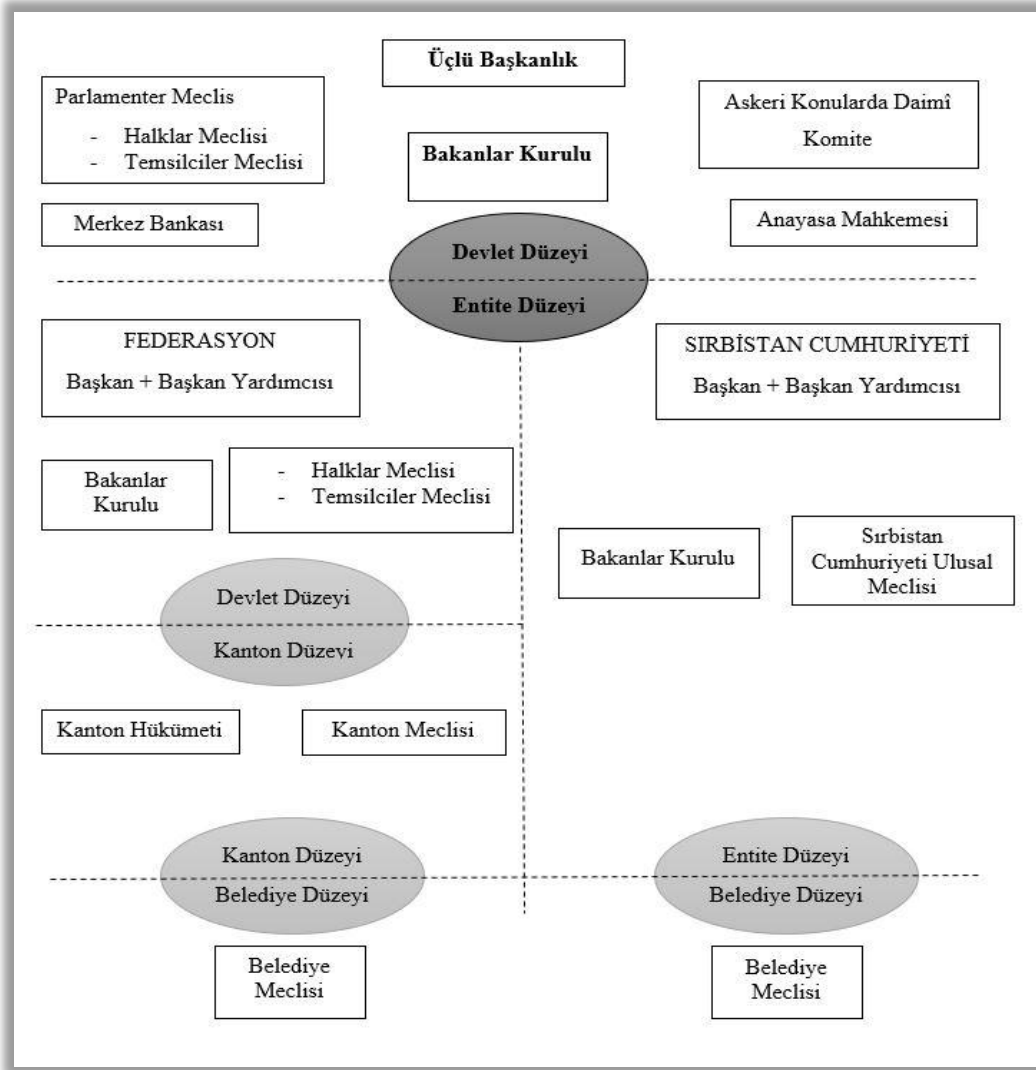 Üçlü Başkanlık
Parlamenter Meclis
- Halklar Meclisi
- Temsilciler Meclisi
Askeri Konularda Daimî
Komite
Bakanlar Kurulu
Merkez Bankası
Anayasa Mahkemesi
Devlet Düzeyi
Entite Düzeyi
FEDERASYON
Başkan + Başkan Yardımcısı
SIRBİSTAN CUMHURİYETİ
Başkan + Başkan Yardımcısı
Bakanlar
Kurulu
- Halklar Meclisi
- Temsilciler Meclisi
Bakanlar Kurulu
Sırbistan
Cumhuriyeti Ulusal
Meclisi
Devlet Düzeyi
Kanton Düzeyi
Kanton Hükümeti
Kanton Meclisi
Kanton Düzeyi
Belediye Düzeyi
Entite Düzeyi
Belediye Düzeyi
Belediye
Meclisi
Belediye
Meclisi